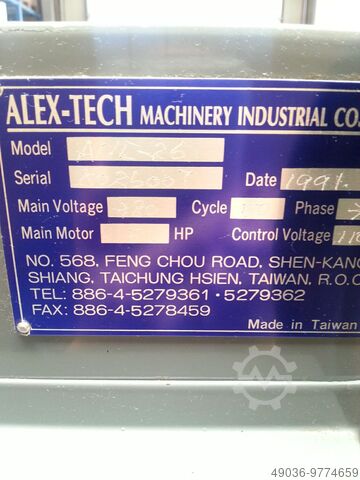 ALEX-TECH MACHINERY INDUSTRIAL CO.
Model
Serial Date 1991.
Main Voltage 380 Cycle Phase
Main Motor HP Control Voltage 110
NO. 568, FENG CHOU ROAD, SHEN-KANG
SHIANG, TAICHUNG HSIEN, TAIWAN, R.O.C
TEL: 886-4-5279361 · 5279362
FAX: 886-4-5278459
Made in Taiwan
49036-9774659